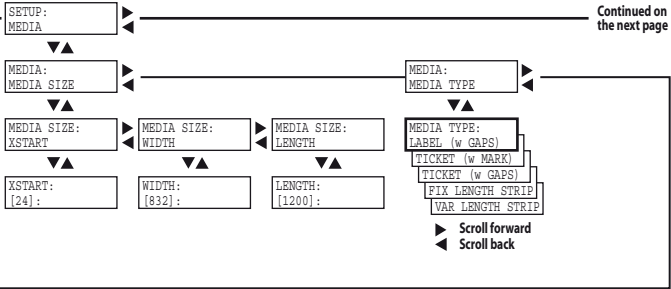 SETUP:
MEDIA
Continued on
the next page
MEDIA:
MEDIA SIZE
MEDIA:
MEDIA TYPE
MEDIA SIZE:
XSTART
MEDIA SIZE:
WIDTH
MEDIA SIZE:
LENGTH
MEDIA TYPE:
LABEL (w GAPS)
TICKET (w MARK)
TICKET (w GAPS)
FIX LENGTH STRIP
VAR LENGTH STRIP
XSTART:
[24]:
WIDTH:
[832]:
LENGTH:
[1200]:
Scroll forward
Scroll back